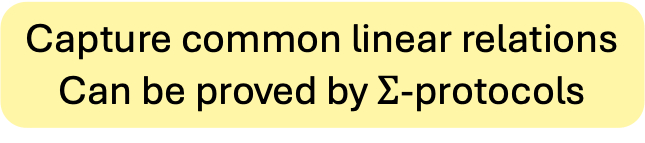 Capture common linear relations
Can be proved by Σ-protocols